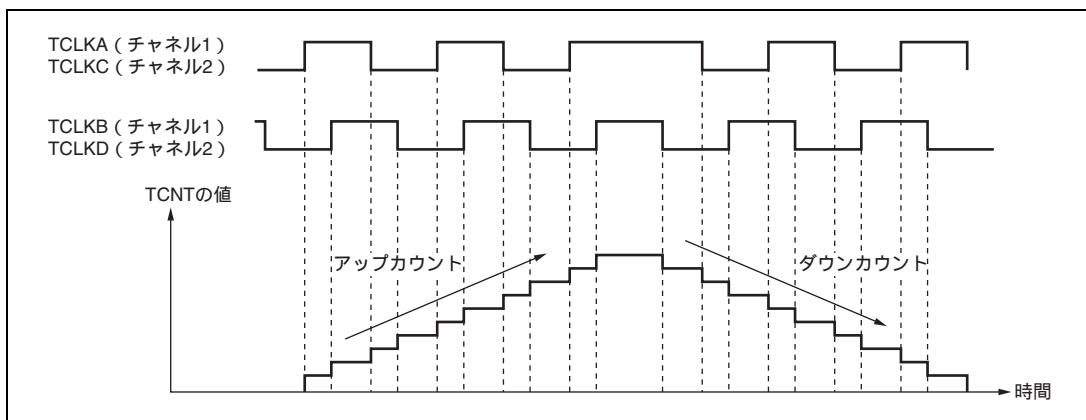 TCLKA(チャネル1)
TCLKC(チャネル2)
TCLKB(チャネル1)
TCLKD(チャネル2)
TCNTの値
アップカウント
ダウンカウント
時間